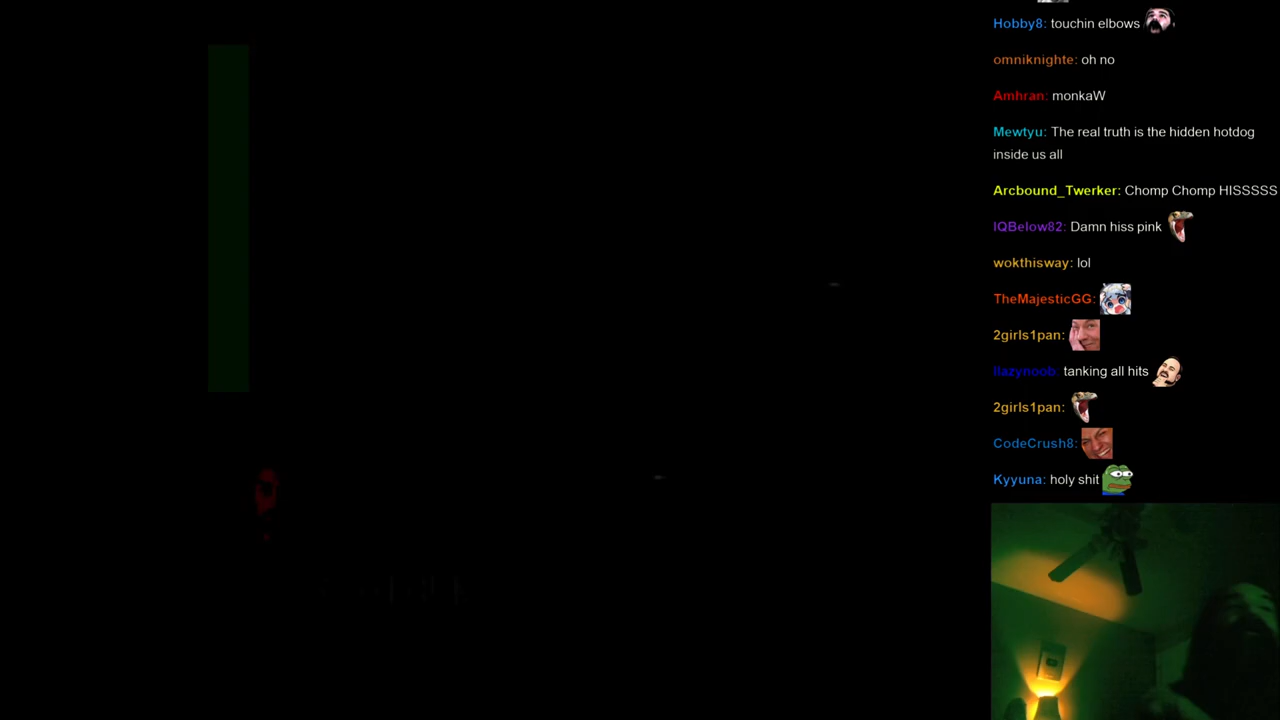 Hobby8: touchin elbows
omniknighte: oh no
Amhran: monkaW
Mewtyu: The real truth is the hidden hotdog
inside us all
Arcbound_Twerker: Chomp Chomp HISSSSS
IQBelow82: Damn hiss pink
wokthisway: lol
TheMajesticGG:
2girls1pan:
llazynoob: tanking all hits
2girls1pan:
CodeCrush8:
Kyyuna: holy shit